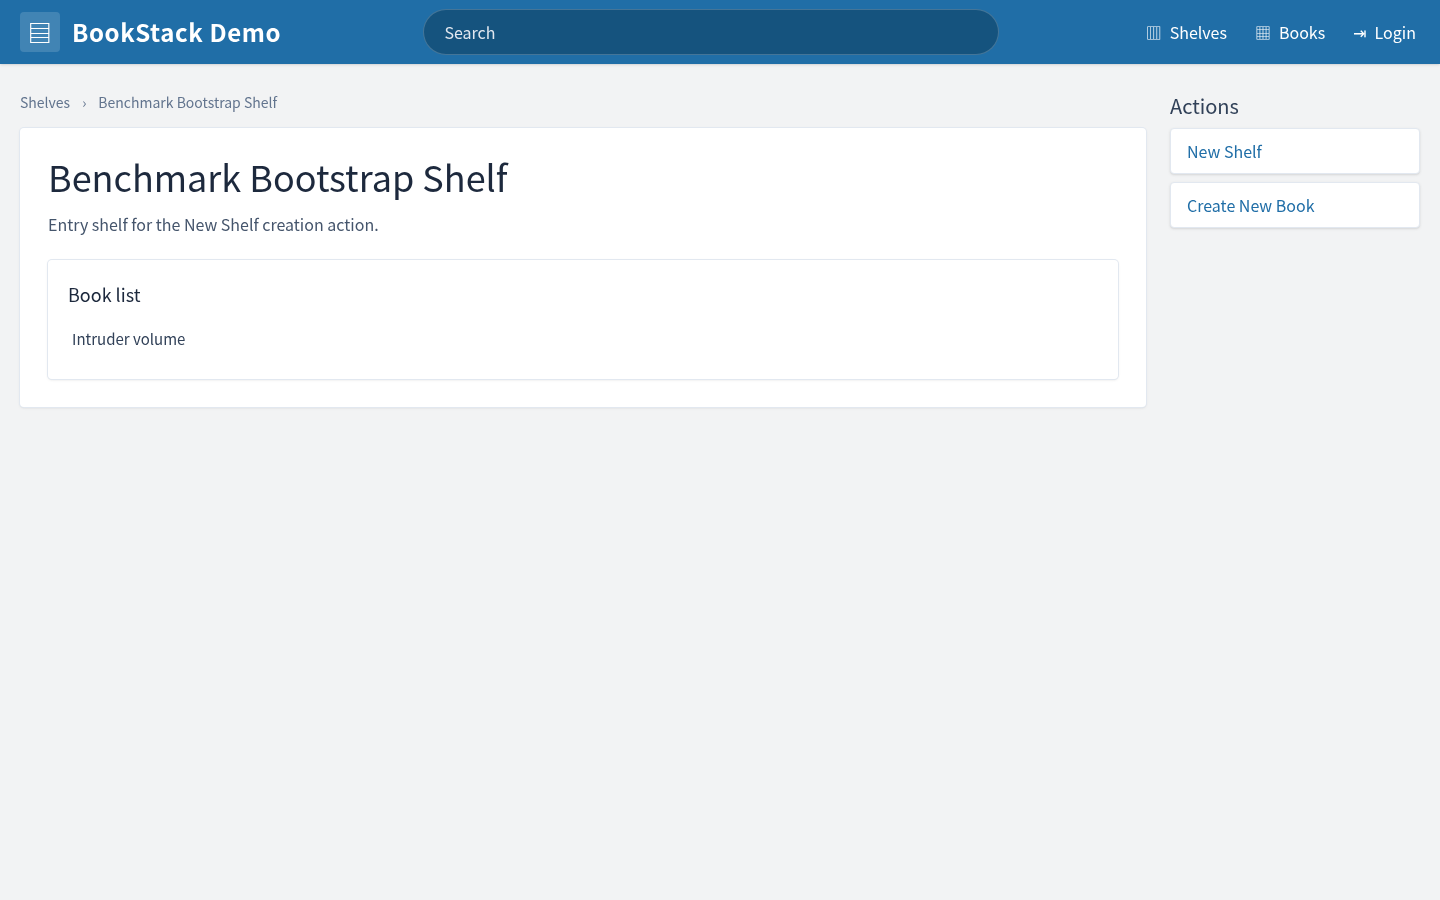 BookStack Demo
Search
Shelves
Books
Login
Shelves › Benchmark Bootstrap Shelf
Benchmark Bootstrap Shelf
Entry shelf for the New Shelf creation action.
Book list
Intruder volume
Actions
New Shelf
Create New Book